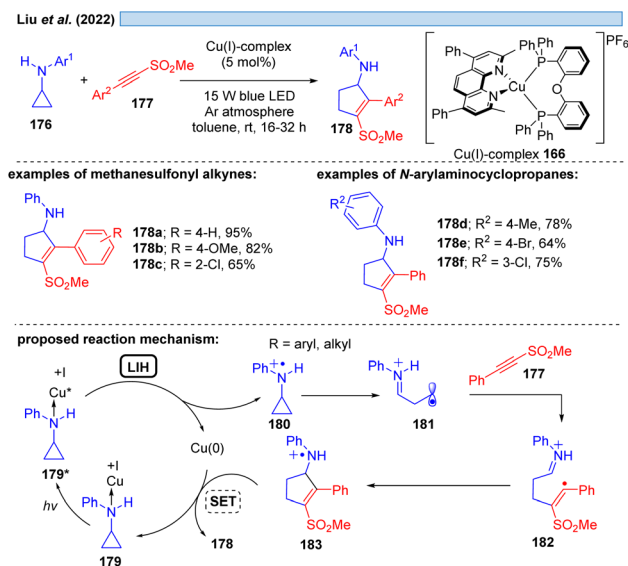 Liu et al. (2022)
H
N
Ar¹
176
+
SO₂Me
Ar²
177
Cu(I)-complex
(5 mol%)
15 W blue LED
Ar atmosphere
toluene, rt, 16-32 h
Ar¹
NH
Ar²
SO₂Me
178
Ph
Ph
Ph
Ph
PF₆
N
P
Cu
O
N
P
Ph
Me
Ph
Ph
Cu(I)-complex 166
examples of methanesulfonyl alkynes:
Ph
NH
R
SO₂Me
178a; R = 4-H, 95%
178b; R = 4-OMe, 82%
178c; R = 2-Cl, 65%
examples of N-arylaminocyclopropanes:
R²
NH
Ph
SO₂Me
178d; R² = 4-Me, 78%
178e; R² = 4-Br, 64%
178f; R² = 3-Cl, 75%
proposed reaction mechanism:
R = aryl, alkyl
+I
Cu*
Ph
N
H
179*
LIH
Ph
+•
N
H
180
Ph
+
N
H
181
SO₂Me
Ph
177
Cu(0)
+I
Cu
Ph
N
H
179
hv
SET
178
Ph
+•
NH
Ph
SO₂Me
183
Ph
+
NH
•
Ph
SO₂Me
182